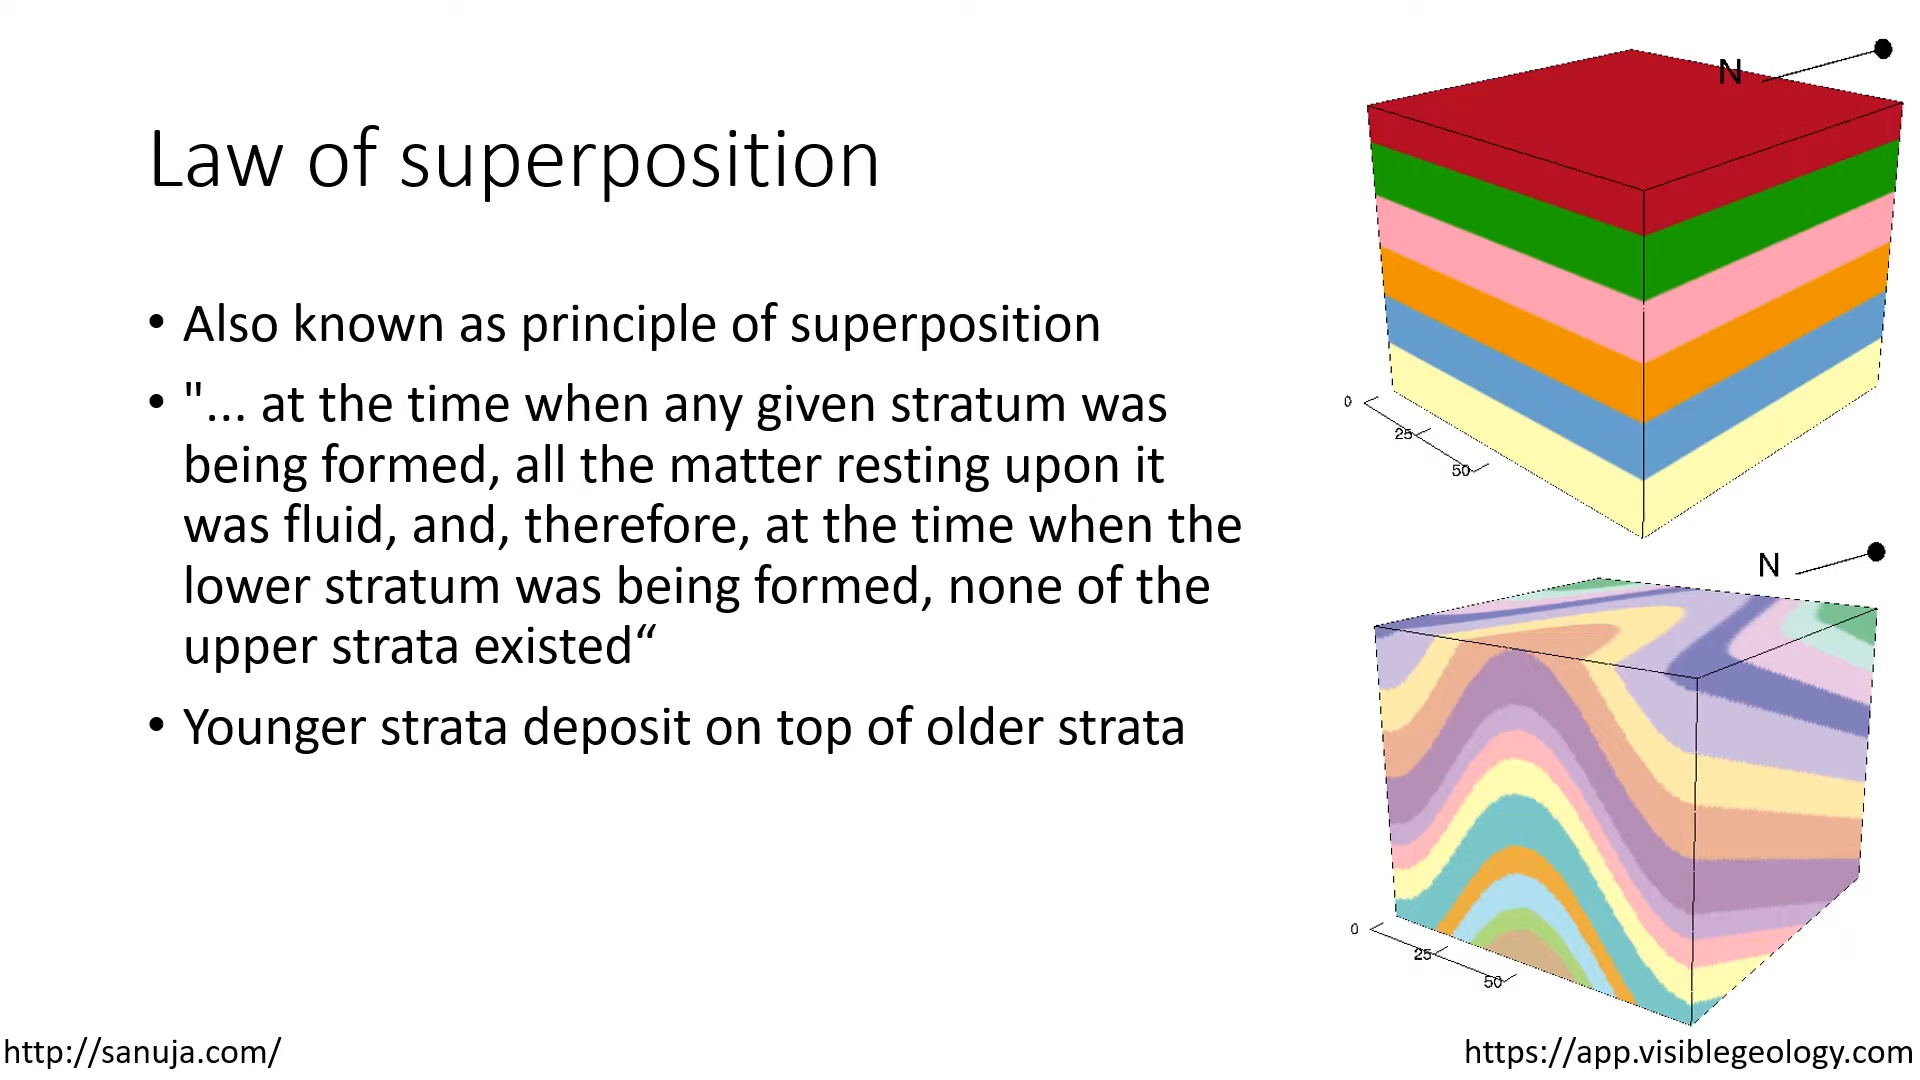 Law of superposition
• Also known as principle of superposition
• "... at the time when any given stratum was
being formed, all the matter resting upon it
was fluid, and, therefore, at the time when the
lower stratum was being formed, none of the
upper strata existed“
• Younger strata deposit on top of older strata
N
0
25
50
N
0
25
50
http://sanuja.com/
https://app.visiblegeology.com